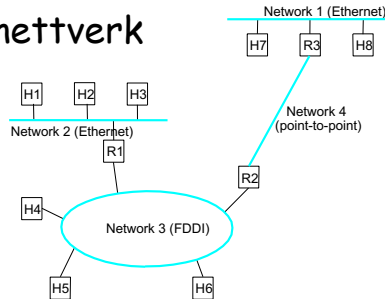 nettverk
Network 1 (Ethernet)
H7 R3 H8
H1 H2 H3
Network 2 (Ethernet)
R1
Network 4
(point-to-point)
R2
H4
Network 3 (FDDI)
H5 H6